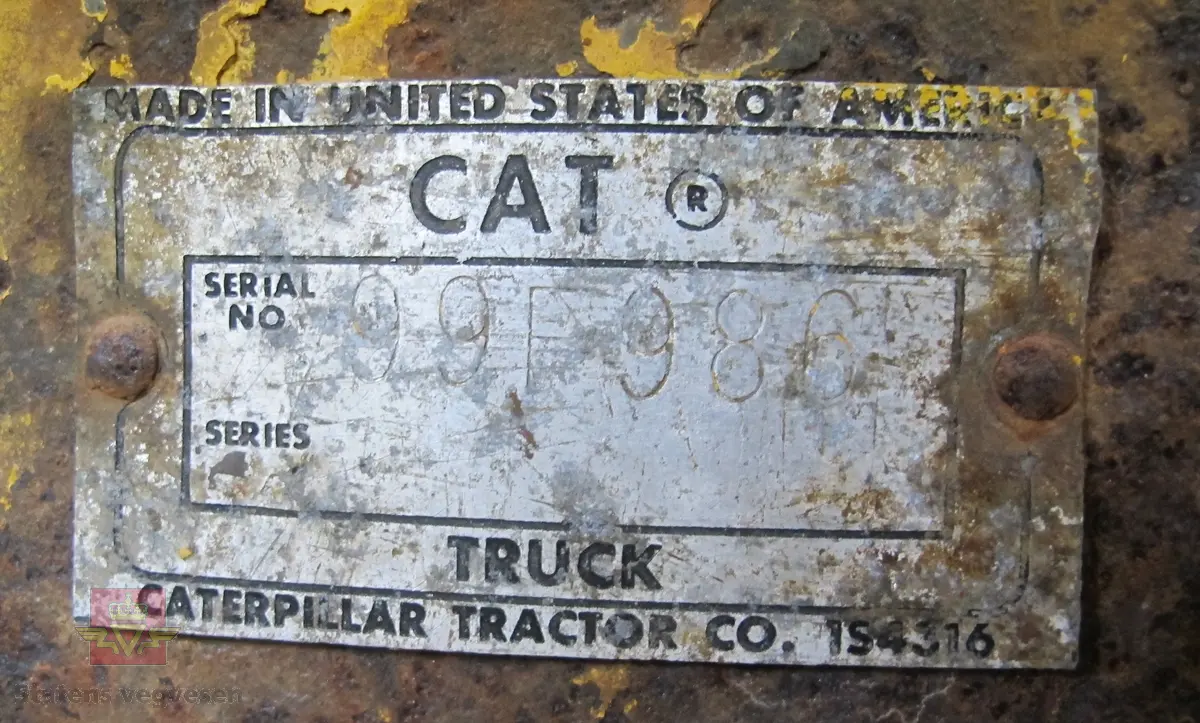 MADE IN UNITED STATES OF AMERICA
CAT ®
SERIAL NO 99F986
SERIES
TRUCK
CATERPILLAR TRACTOR CO. 1S4316
Statens vegvesen